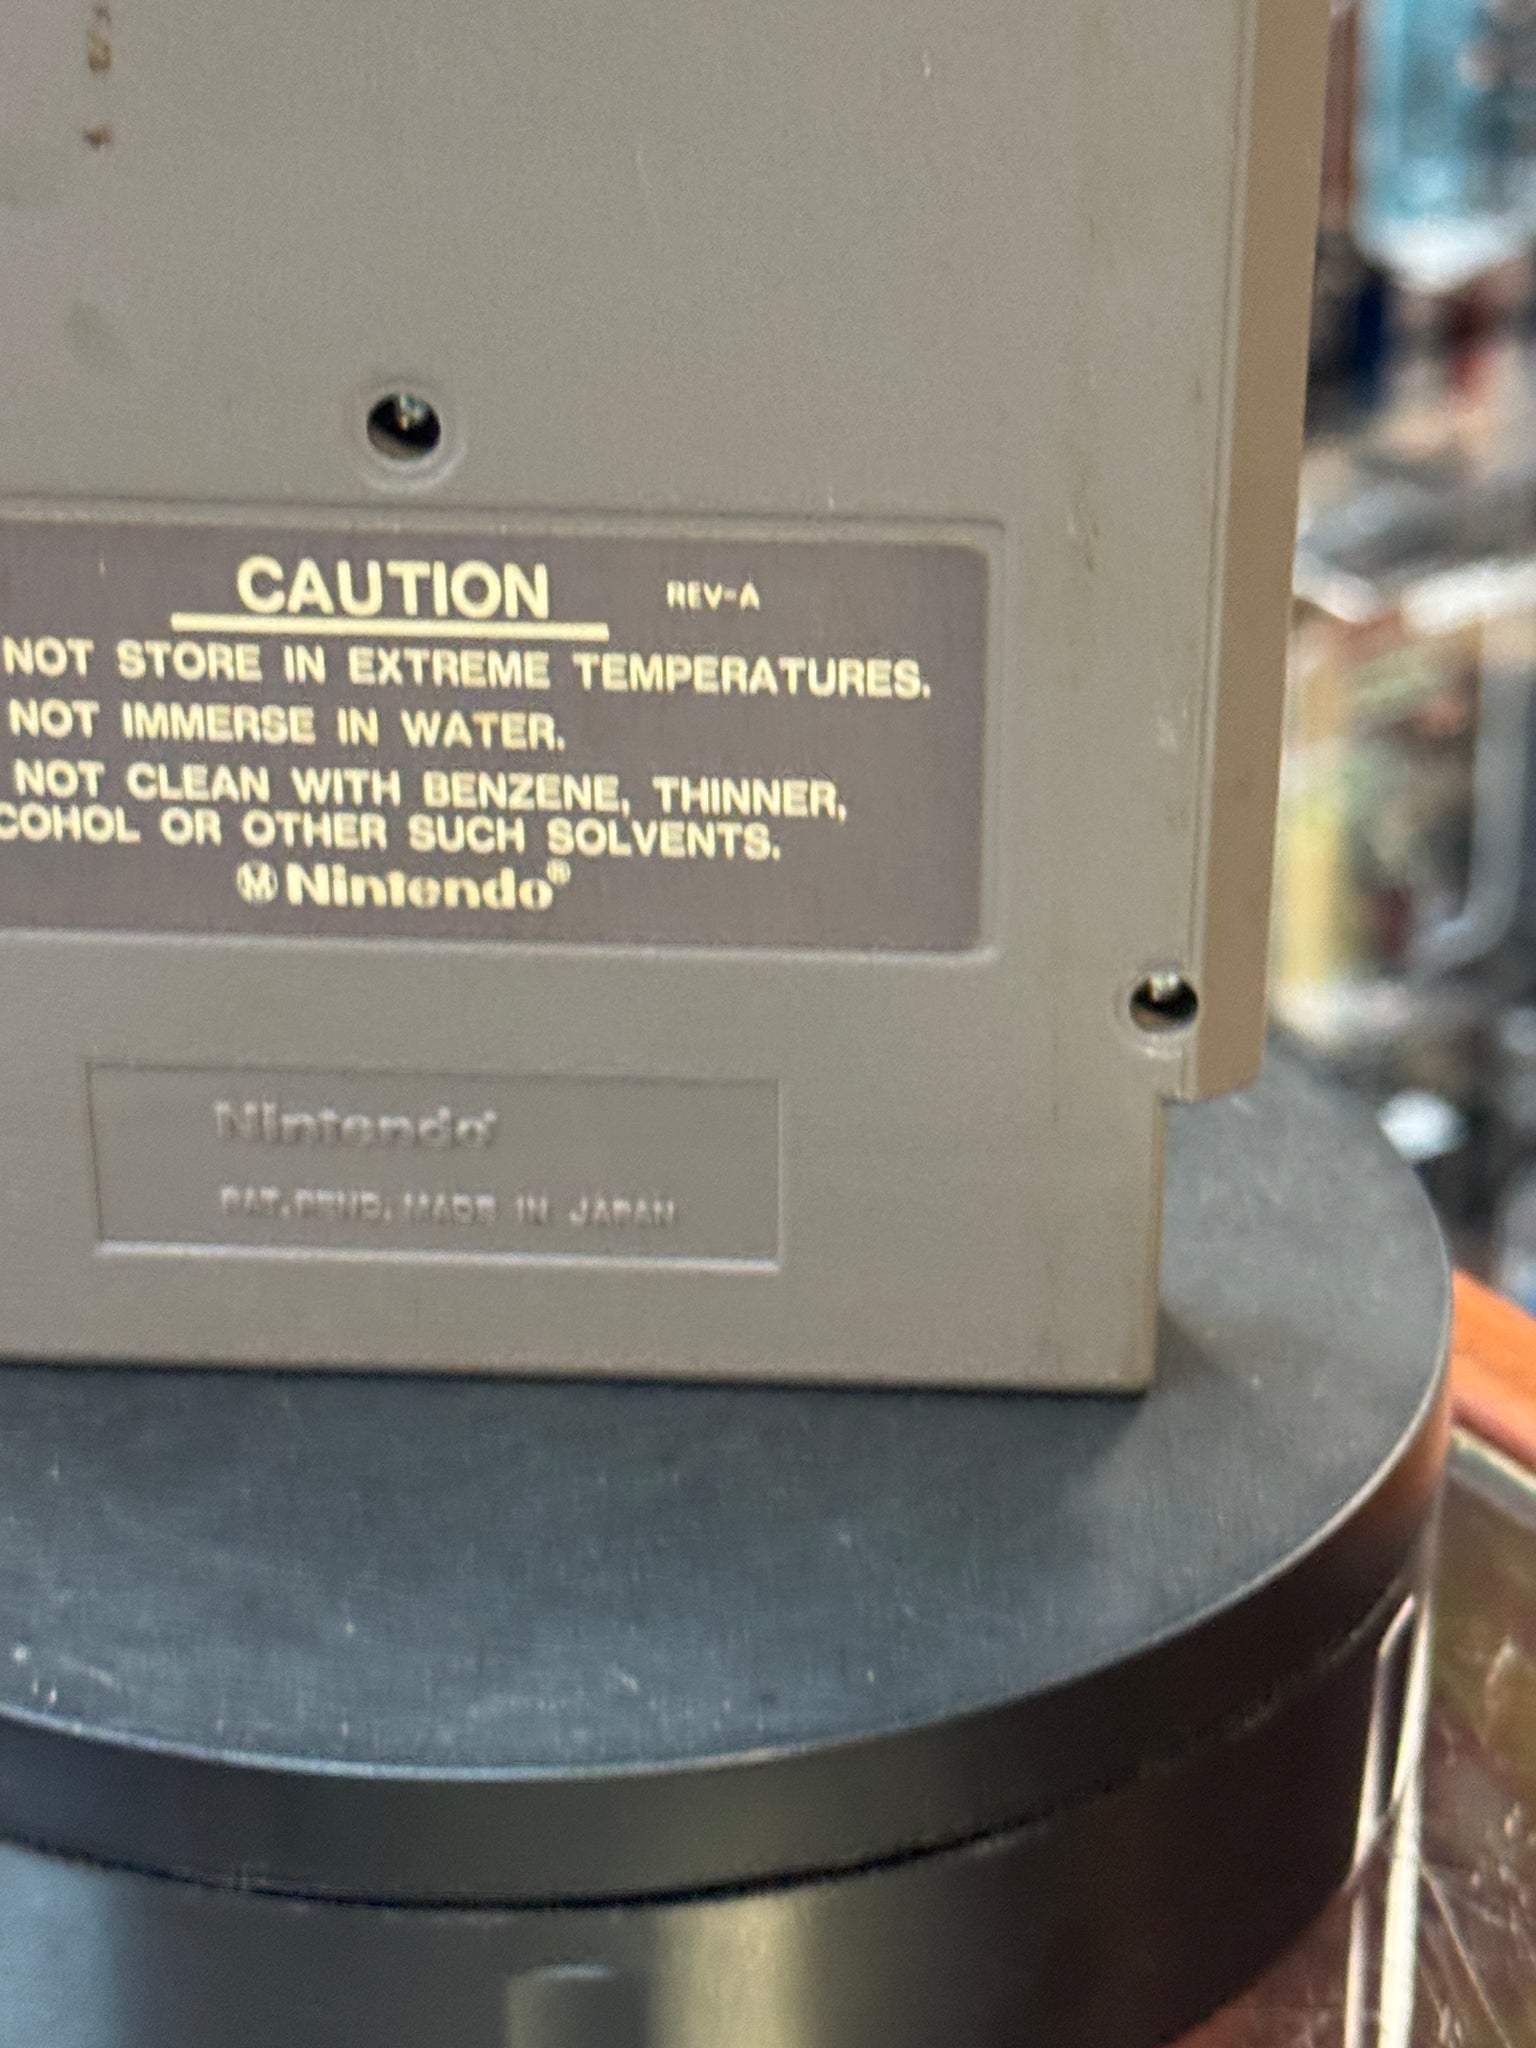 CAUTION REV-A
NOT STORE IN EXTREME TEMPERATURES.
NOT IMMERSE IN WATER.
NOT CLEAN WITH BENZENE, THINNER,
COHOL OR OTHER SUCH SOLVENTS.
Ⓜ Nintendo®
Nintendo®
PAT. PEND. MADE IN JAPAN